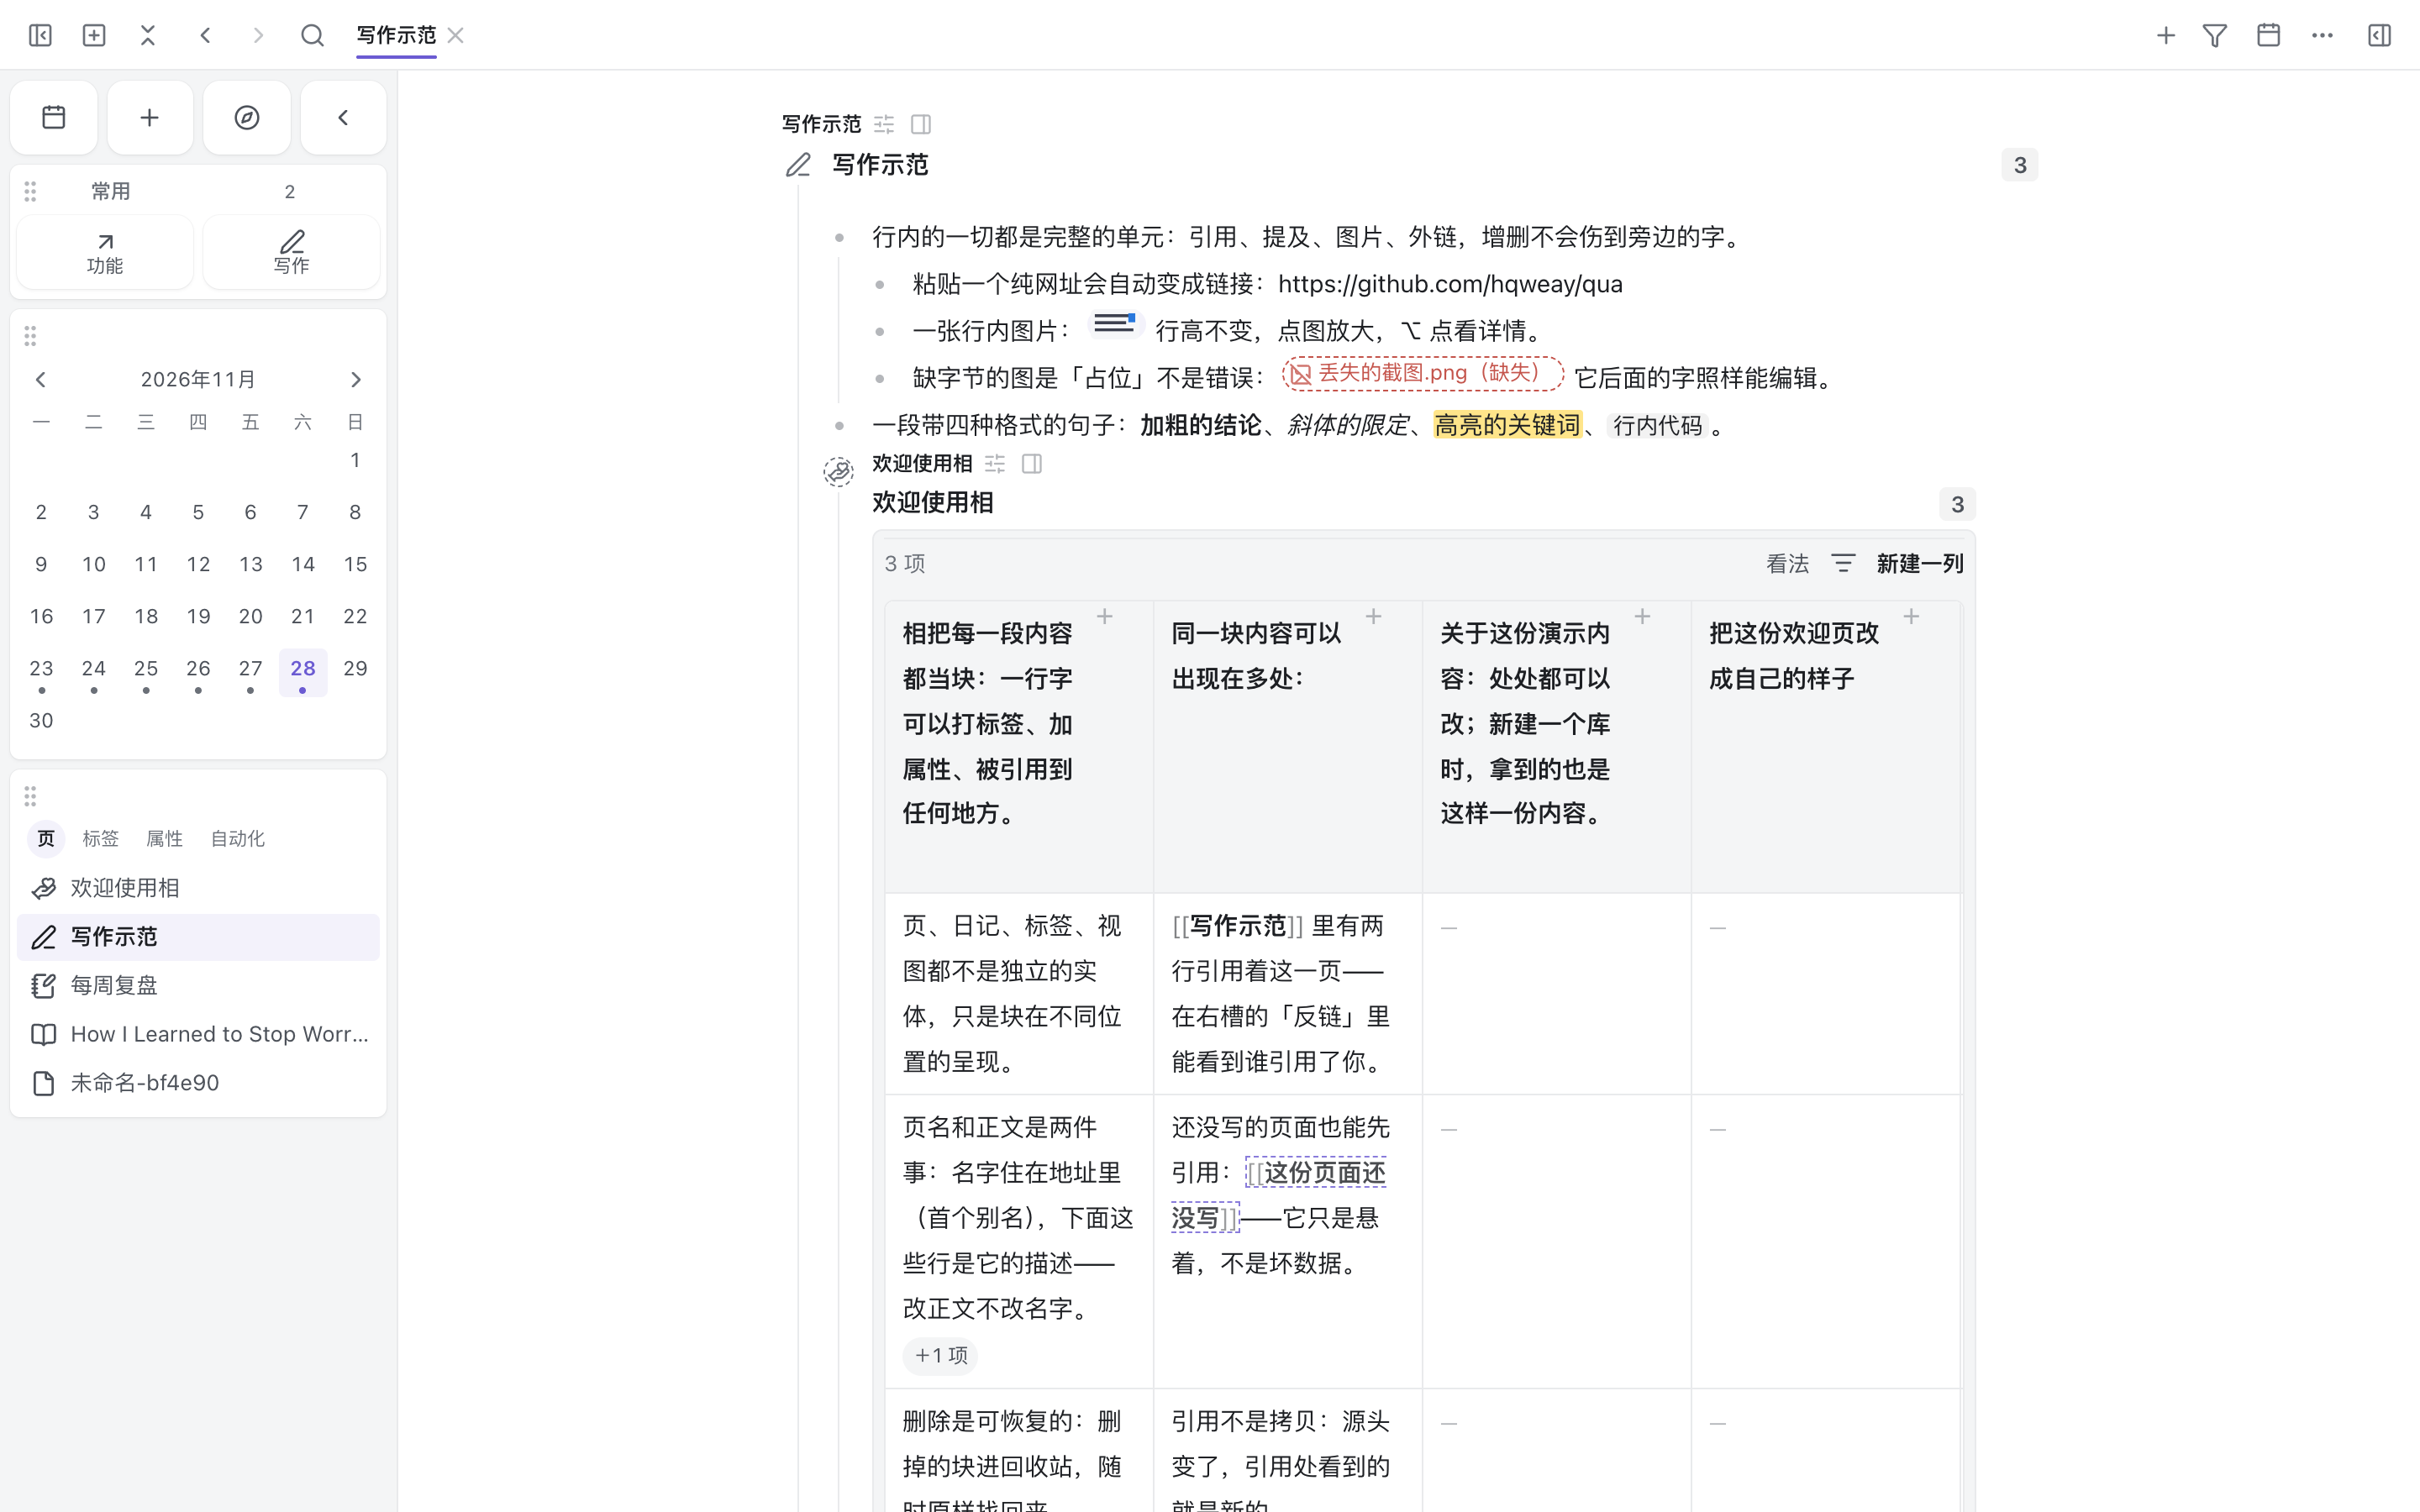 写作示范
常用 2
功能 写作
2026年11月
一 二 三 四 五 六 日
1
2 3 4 5 6 7 8
9 10 11 12 13 14 15
16 17 18 19 20 21 22
23 24 25 26 27 28 29
30
页 标签 属性 自动化
欢迎使用相
写作示范
每周复盘
How I Learned to Stop Worr...
未命名-bf4e90
写作示范
写作示范 3
行内的一切都是完整的单元：引用、提及、图片、外链，增删不会伤到旁边的字。
粘贴一个纯网址会自动变成链接：https://github.com/hqweay/qua
一张行内图片： 行高不变，点图放大，⌥ 点看详情。
缺字节的图是「占位」不是错误： 丢失的截图.png（缺失） 它后面的字照样能编辑。
一段带四种格式的句子：加粗的结论、斜体的限定、高亮的关键词、行内代码。
欢迎使用相
欢迎使用相 3
3 项 看法 新建一列
相把每一段内容
都当块：一行字
可以打标签、加
属性、被引用到
任何地方。
同一块内容可以
出现在多处：
关于这份演示内
容：处处都可以
改；新建一个库
时，拿到的也是
这样一份内容。
把这份欢迎页改
成自己的样子
页、日记、标签、视
图都不是独立的实
体，只是块在不同位
置的呈现。
[[写作示范]] 里有两
行引用着这一页——
在右槽的「反链」里
能看到谁引用了你。
—
—
页名和正文是两件
事：名字住在地址里
（首个别名），下面这
些行是它的描述——
改正文不改名字。
+1 项
还没写的页面也能先
引用：[[这份页面还
没写]]——它只是悬
着，不是坏数据。
—
—
删除是可恢复的：删
掉的块进回收站，随
时原样找回来
引用不是拷贝：源头
变了，引用处看到的
就是新的
—
—